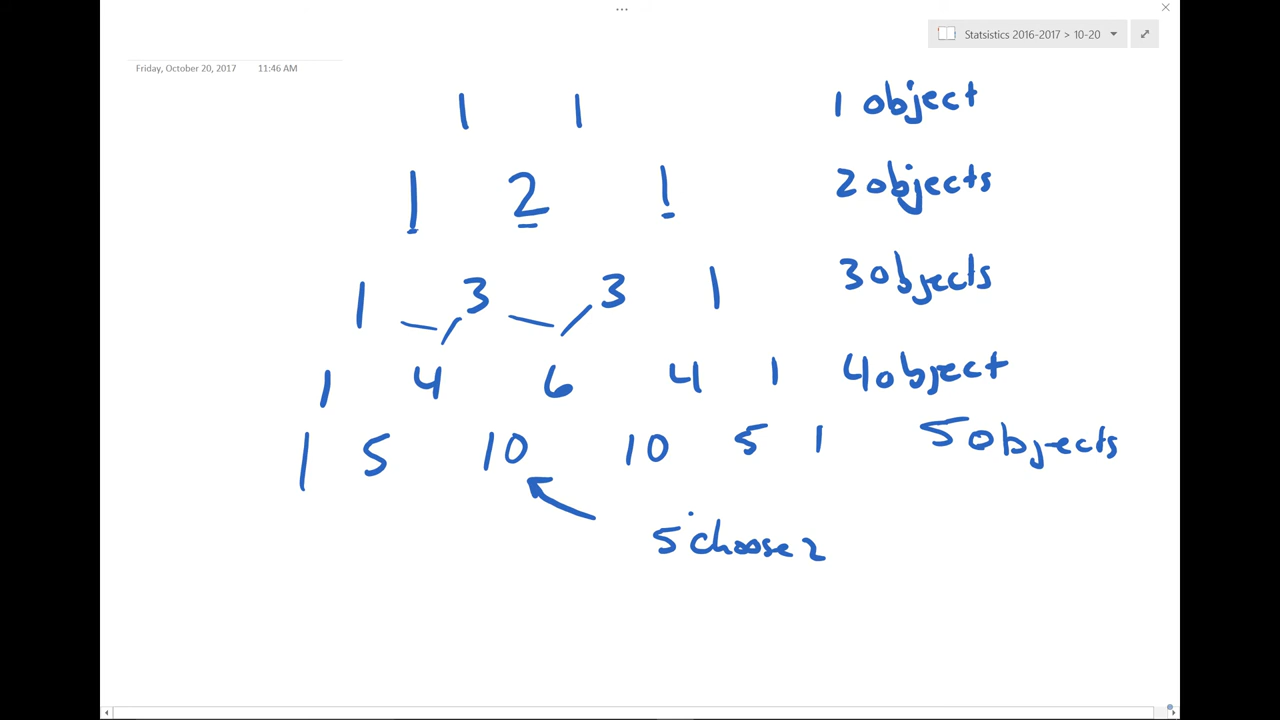 ...
Statsistics 2016-2017 > 10-20
Friday, October 20, 2017 11:46 AM
1 1 1 object
1 2 1 2 objects
1 3 3 1 3 objects
1 4 6 4 1 4 object
1 5 10 10 5 1 5 objects
5 choose 2